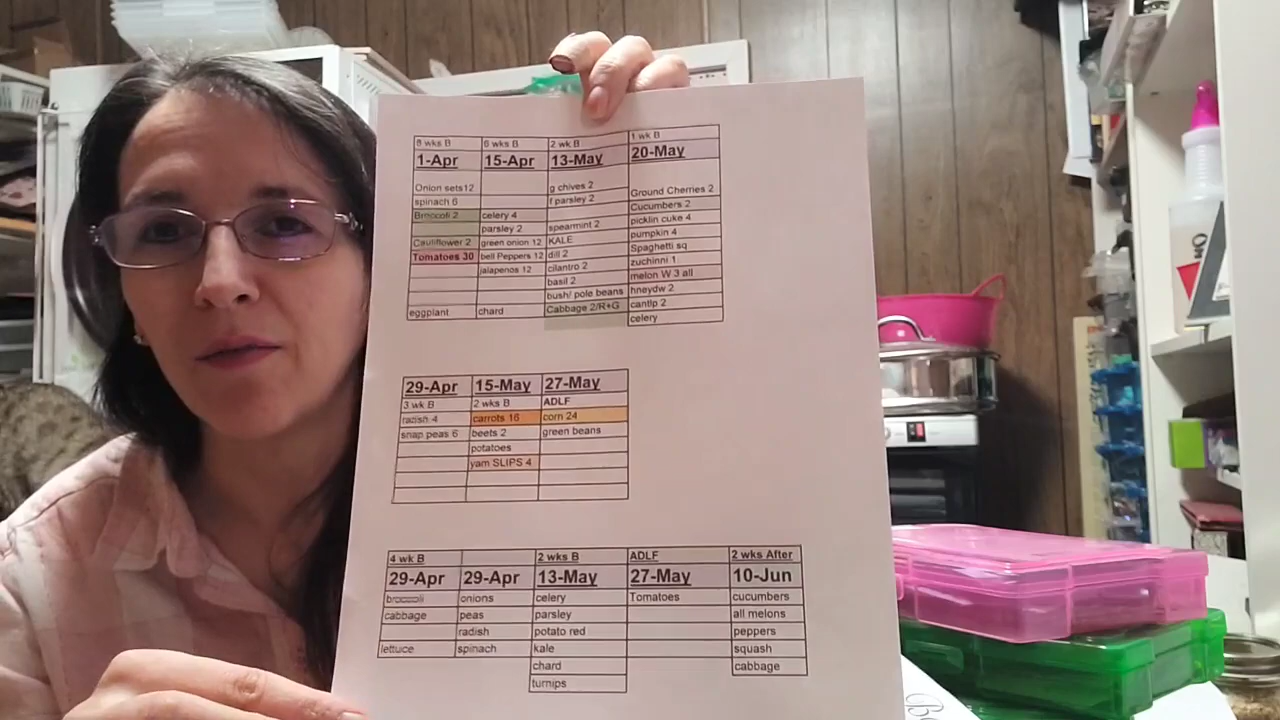 8 wks B 6 wks B 2 wk B 1 wk B
1-Apr 15-Apr 13-May 20-May
Onion sets12 g chives 2 Ground Cherries 2
spinach 6 f parsley 2 Cucumbers 2
Broccoli 2 celery 4 picklin cuke 4
parsley 2 spearmint 2 pumpkin 4
Cauliflower 2 green onion 12 KALE Spaghetti sq
Tomatoes 30 bell Peppers 12 dill 2 zuchinni 1
jalapenos 12 cilantro 2 melon W 3 all
basil 2 hneydw 2
bush/ pole beans cantlp 2
eggplant chard Cabbage 2/R+G celery
29-Apr 15-May 27-May
3 wk B 2 wks B ADLF
radish 4 carrots 16 corn 24
snap peas 6 beets 2 green beans
potatoes
yam SLIPS 4
4 wk B 2 wks B ADLF 2 wks After
29-Apr 29-Apr 13-May 27-May 10-Jun
broccoli onions celery Tomatoes cucumbers
cabbage peas parsley all melons
radish potato red peppers
lettuce spinach kale squash
chard cabbage
turnips